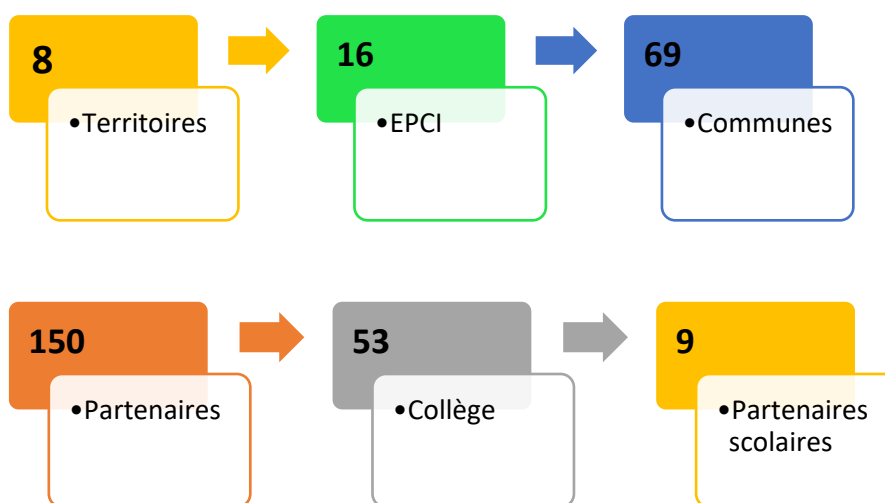 8
•Territoires
16
•EPCI
69
•Communes
150
•Partenaires
53
•Collège
9
•Partenaires
scolaires